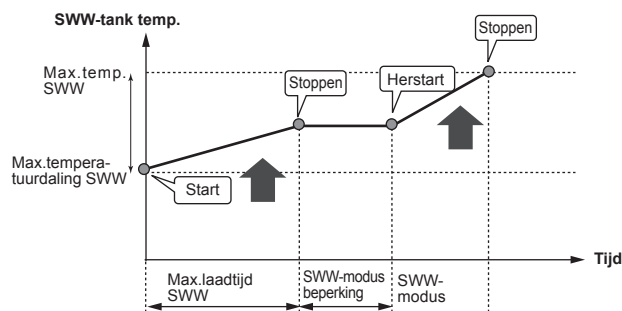 SWW-tank temp.
Stoppen
Max.temp.
SWW
Stoppen
Herstart
Max.tempera-
tuurdaling SWW
Start
Tijd
Max.laadtijd
SWW
SWW-modus
beperking
SWW-
modus